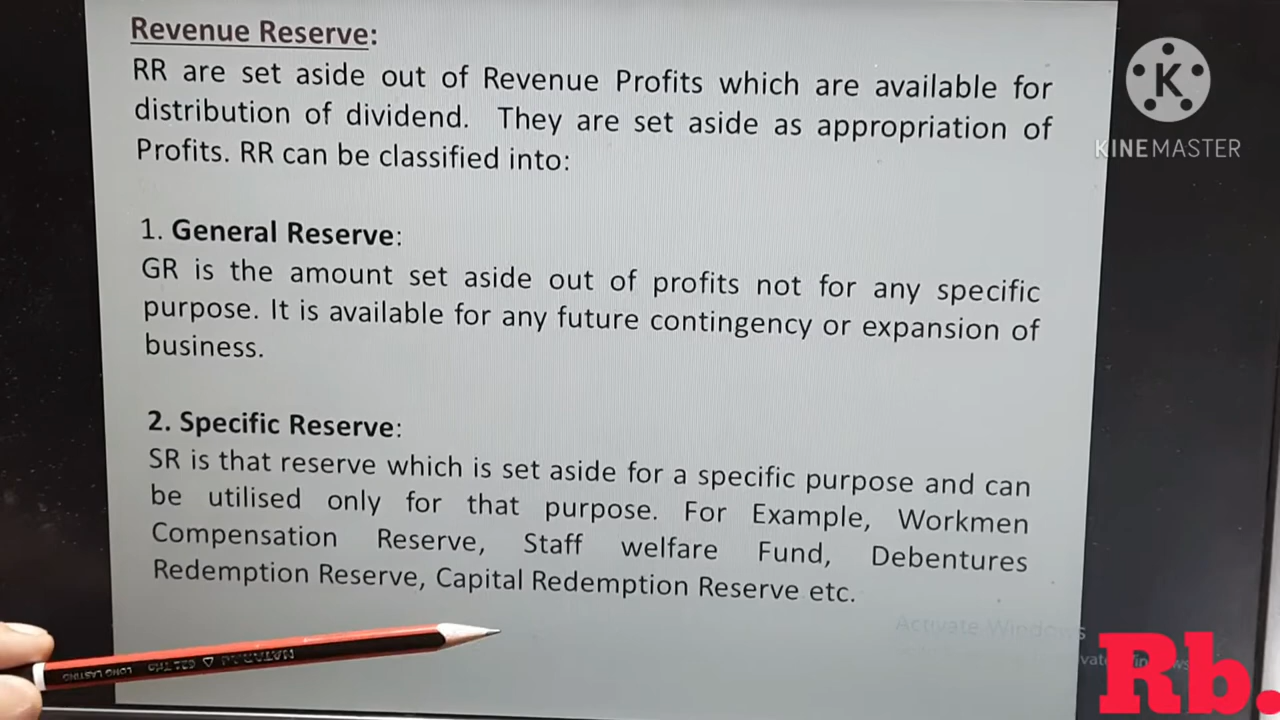 Revenue Reserve:
RR are set aside out of Revenue Profits which are available for
distribution of dividend. They are set aside as appropriation of
Profits. RR can be classified into:
1. General Reserve:
GR is the amount set aside out of profits not for any specific
purpose. It is available for any future contingency or expansion of
business.
2. Specific Reserve:
SR is that reserve which is set aside for a specific purpose and can
be utilised only for that purpose. For Example, Workmen
Compensation Reserve, Staff welfare Fund, Debentures
Redemption Reserve, Capital Redemption Reserve etc.
K
KINEMASTER
Activate Windows
Rb.
LONG LASTING